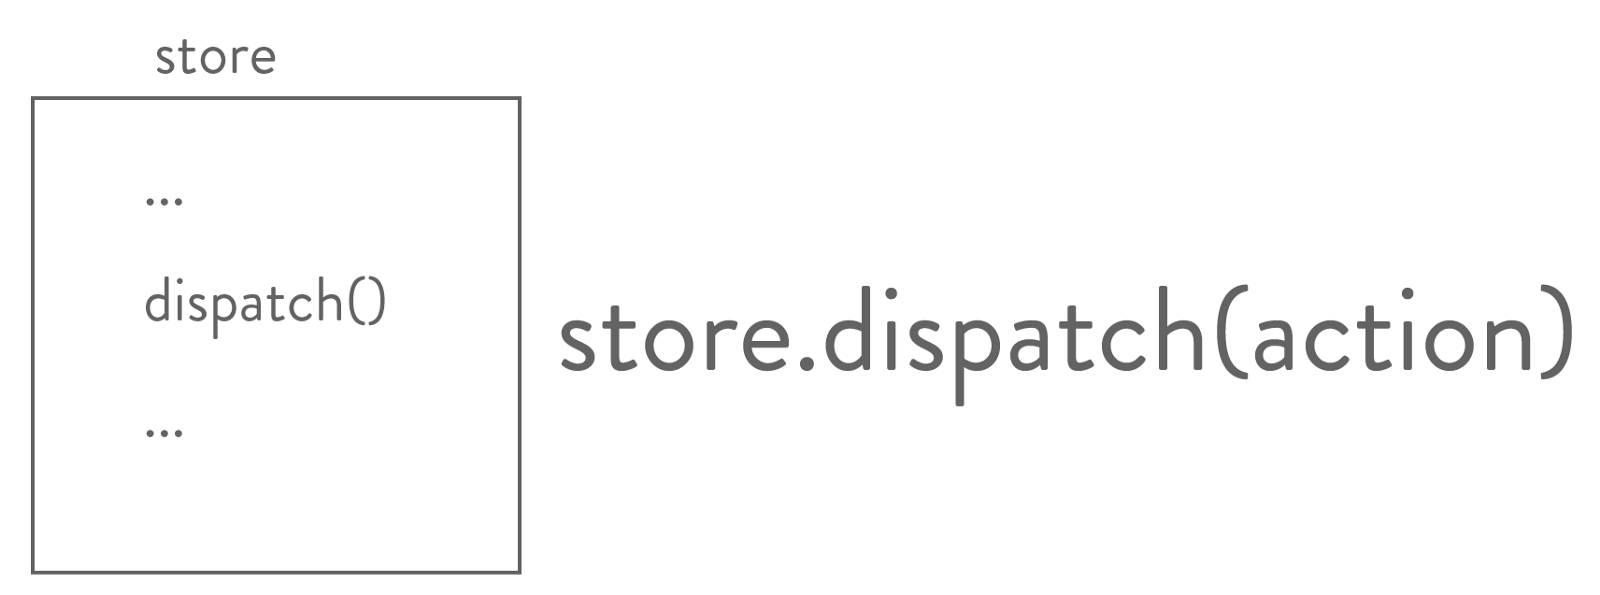 store
...
dispatch()
...
store.dispatch(action)